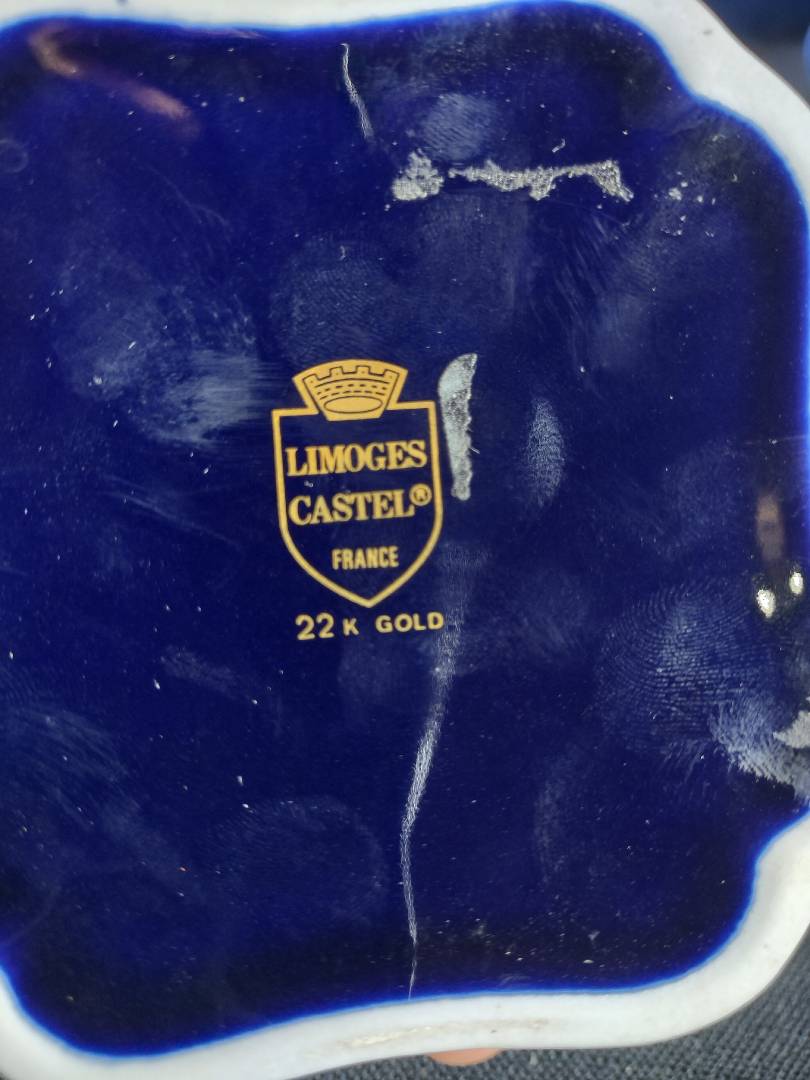 LIMOGES
CASTEL®
FRANCE
22 K GOLD